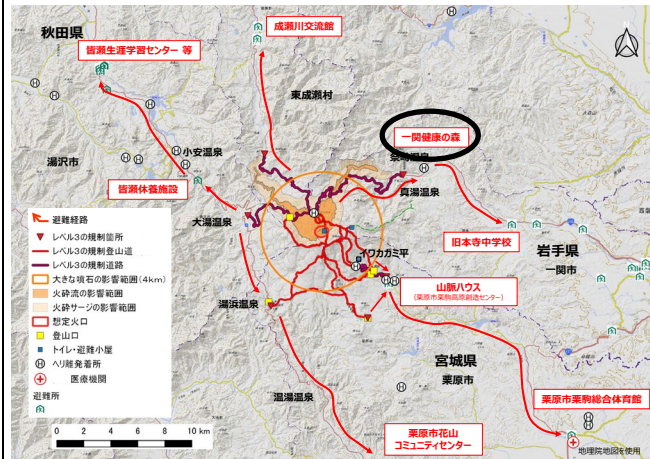 秋田県
皆瀬生涯学習センター 等
成瀬川交流館
東成瀬村
小安温泉
湯沢市
皆瀬休養施設
大湯温泉
一関健康の森
真湯温泉
旧本寺中学校
岩手県
一関市
イワカガミ平
山脈ハウス
(栗原市栗駒高原創造センター)
湯浜温泉
宮城県
栗原市
温湯温泉
栗原市花山
コミュニティセンター
栗原市栗駒総合体育館
避難経路
レベル3の規制箇所
レベル3の規制登山道
レベル3の規制道路
大きな噴石の影響範囲(4km)
火砕流の影響範囲
火砕サージの影響範囲
想定火口
登山口
トイレ・避難小屋
ヘリ離発着所
医療機関
避難所
0 2 4 6 8 10 km
地理院地図を使用